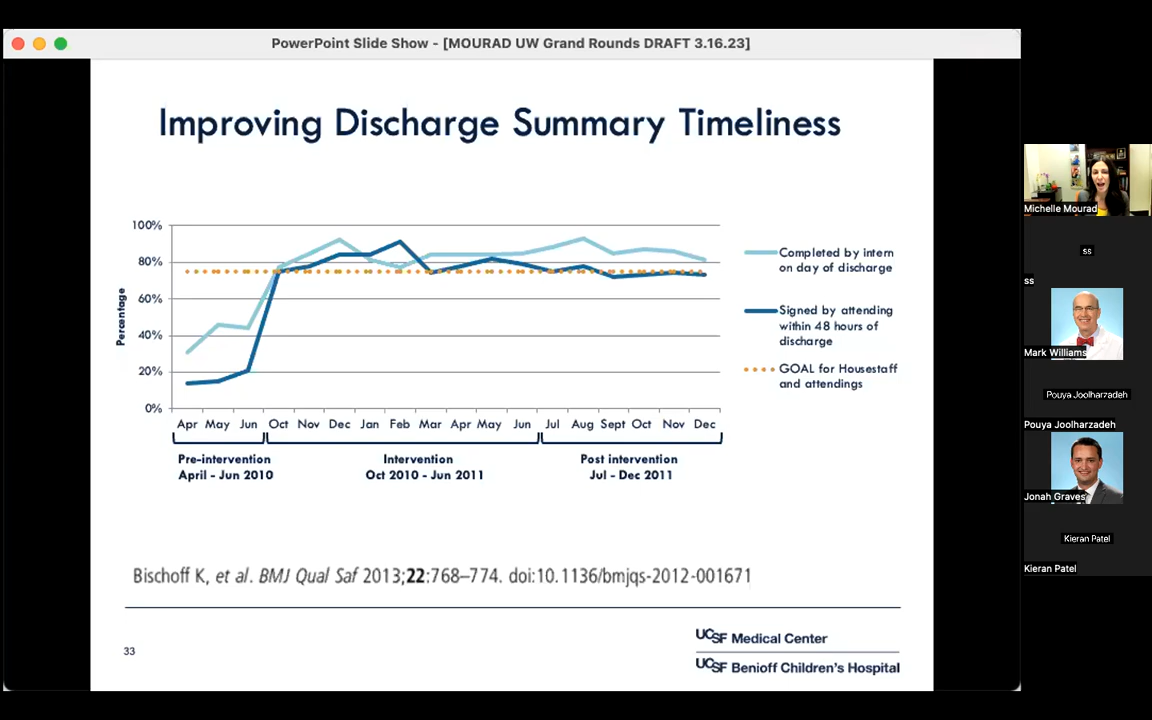 PowerPoint Slide Show - [MOURAD UW Grand Rounds DRAFT 3.16.23]
Improving Discharge Summary Timeliness
100%
80%
60%
40%
20%
0%
Percentage
Apr May Jun Oct Nov Dec Jan Feb Mar Apr May Jun Jul Aug Sept Oct Nov Dec
Pre-intervention
April - Jun 2010
Intervention
Oct 2010 - Jun 2011
Post intervention
Jul - Dec 2011
Completed by intern
on day of discharge
Signed by attending
within 48 hours of
discharge
GOAL for Housestaff
and attendings
Bischoff K, et al. BMJ Qual Saf 2013;22:768–774. doi:10.1136/bmjqs-2012-001671
33
UCSF Medical Center
UCSF Benioff Children's Hospital
Michelle Mourad
ss
ss
Mark Williams
Pouya Joolharzadeh
Pouya Joolharzadeh
Jonah Graves
Kieran Patel
Kieran Patel